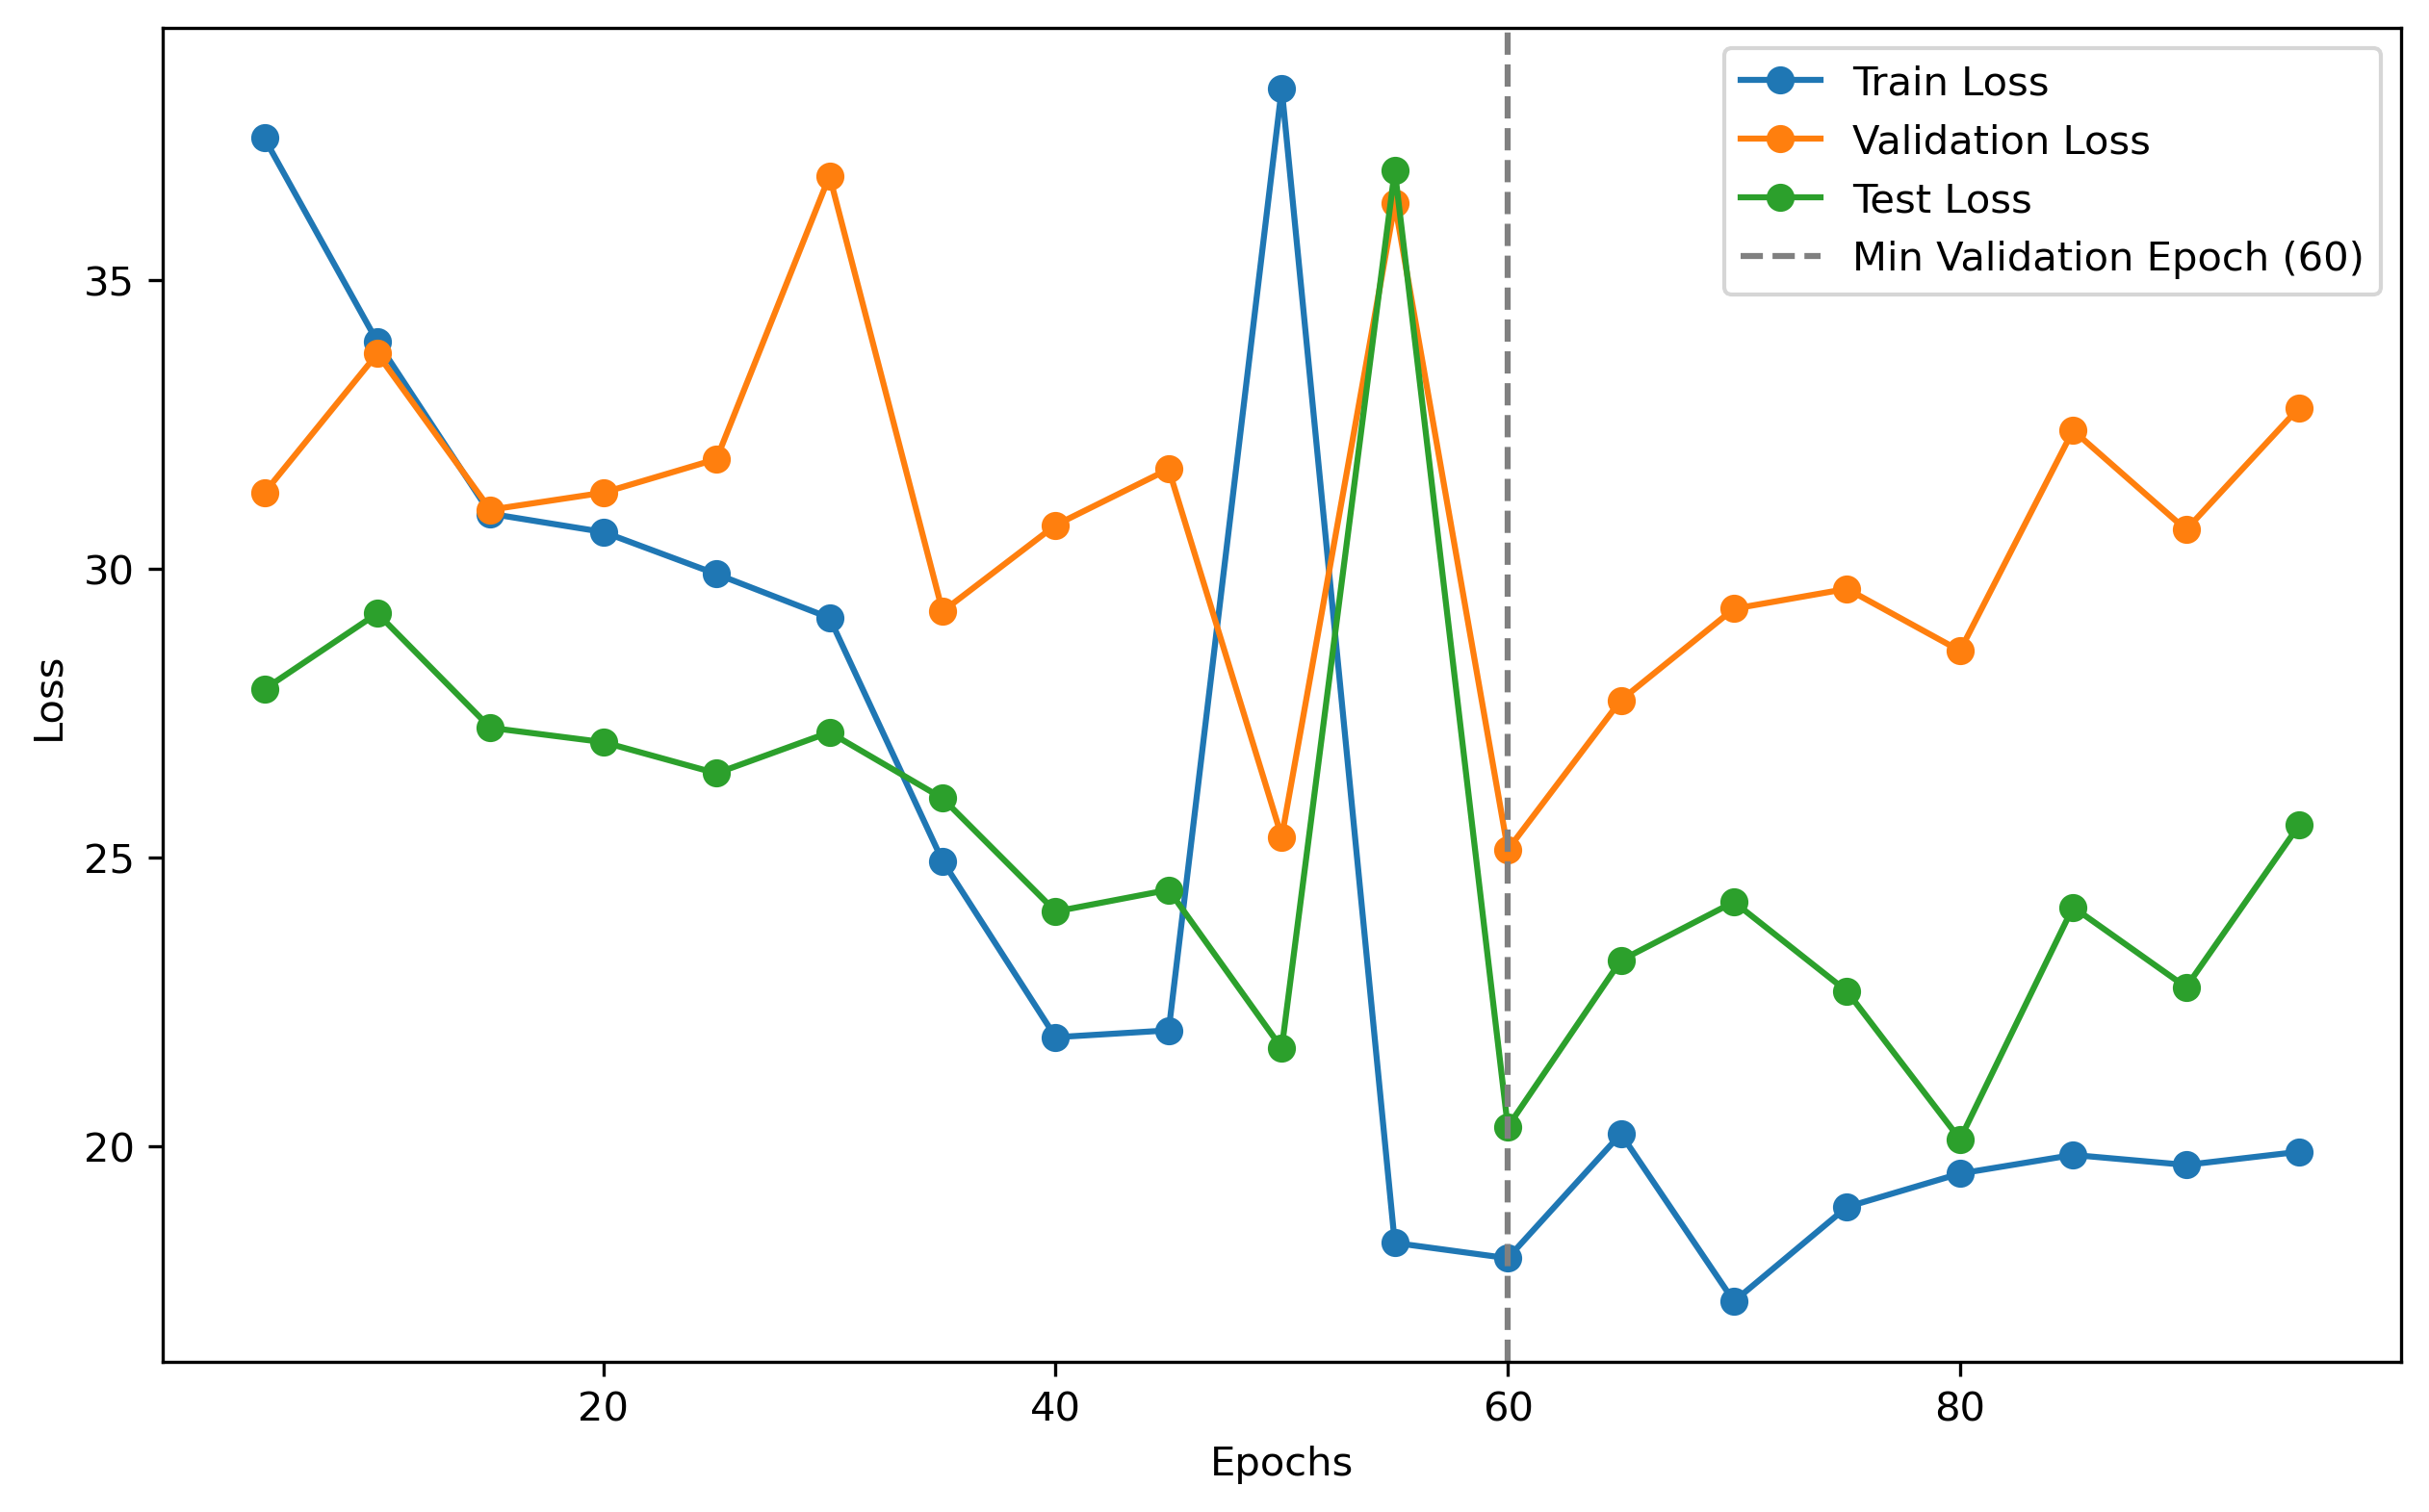 Train Loss
Validation Loss
Test Loss
Min Validation Epoch (60)
Loss
35
30
25
20
20 40 60 80
Epochs